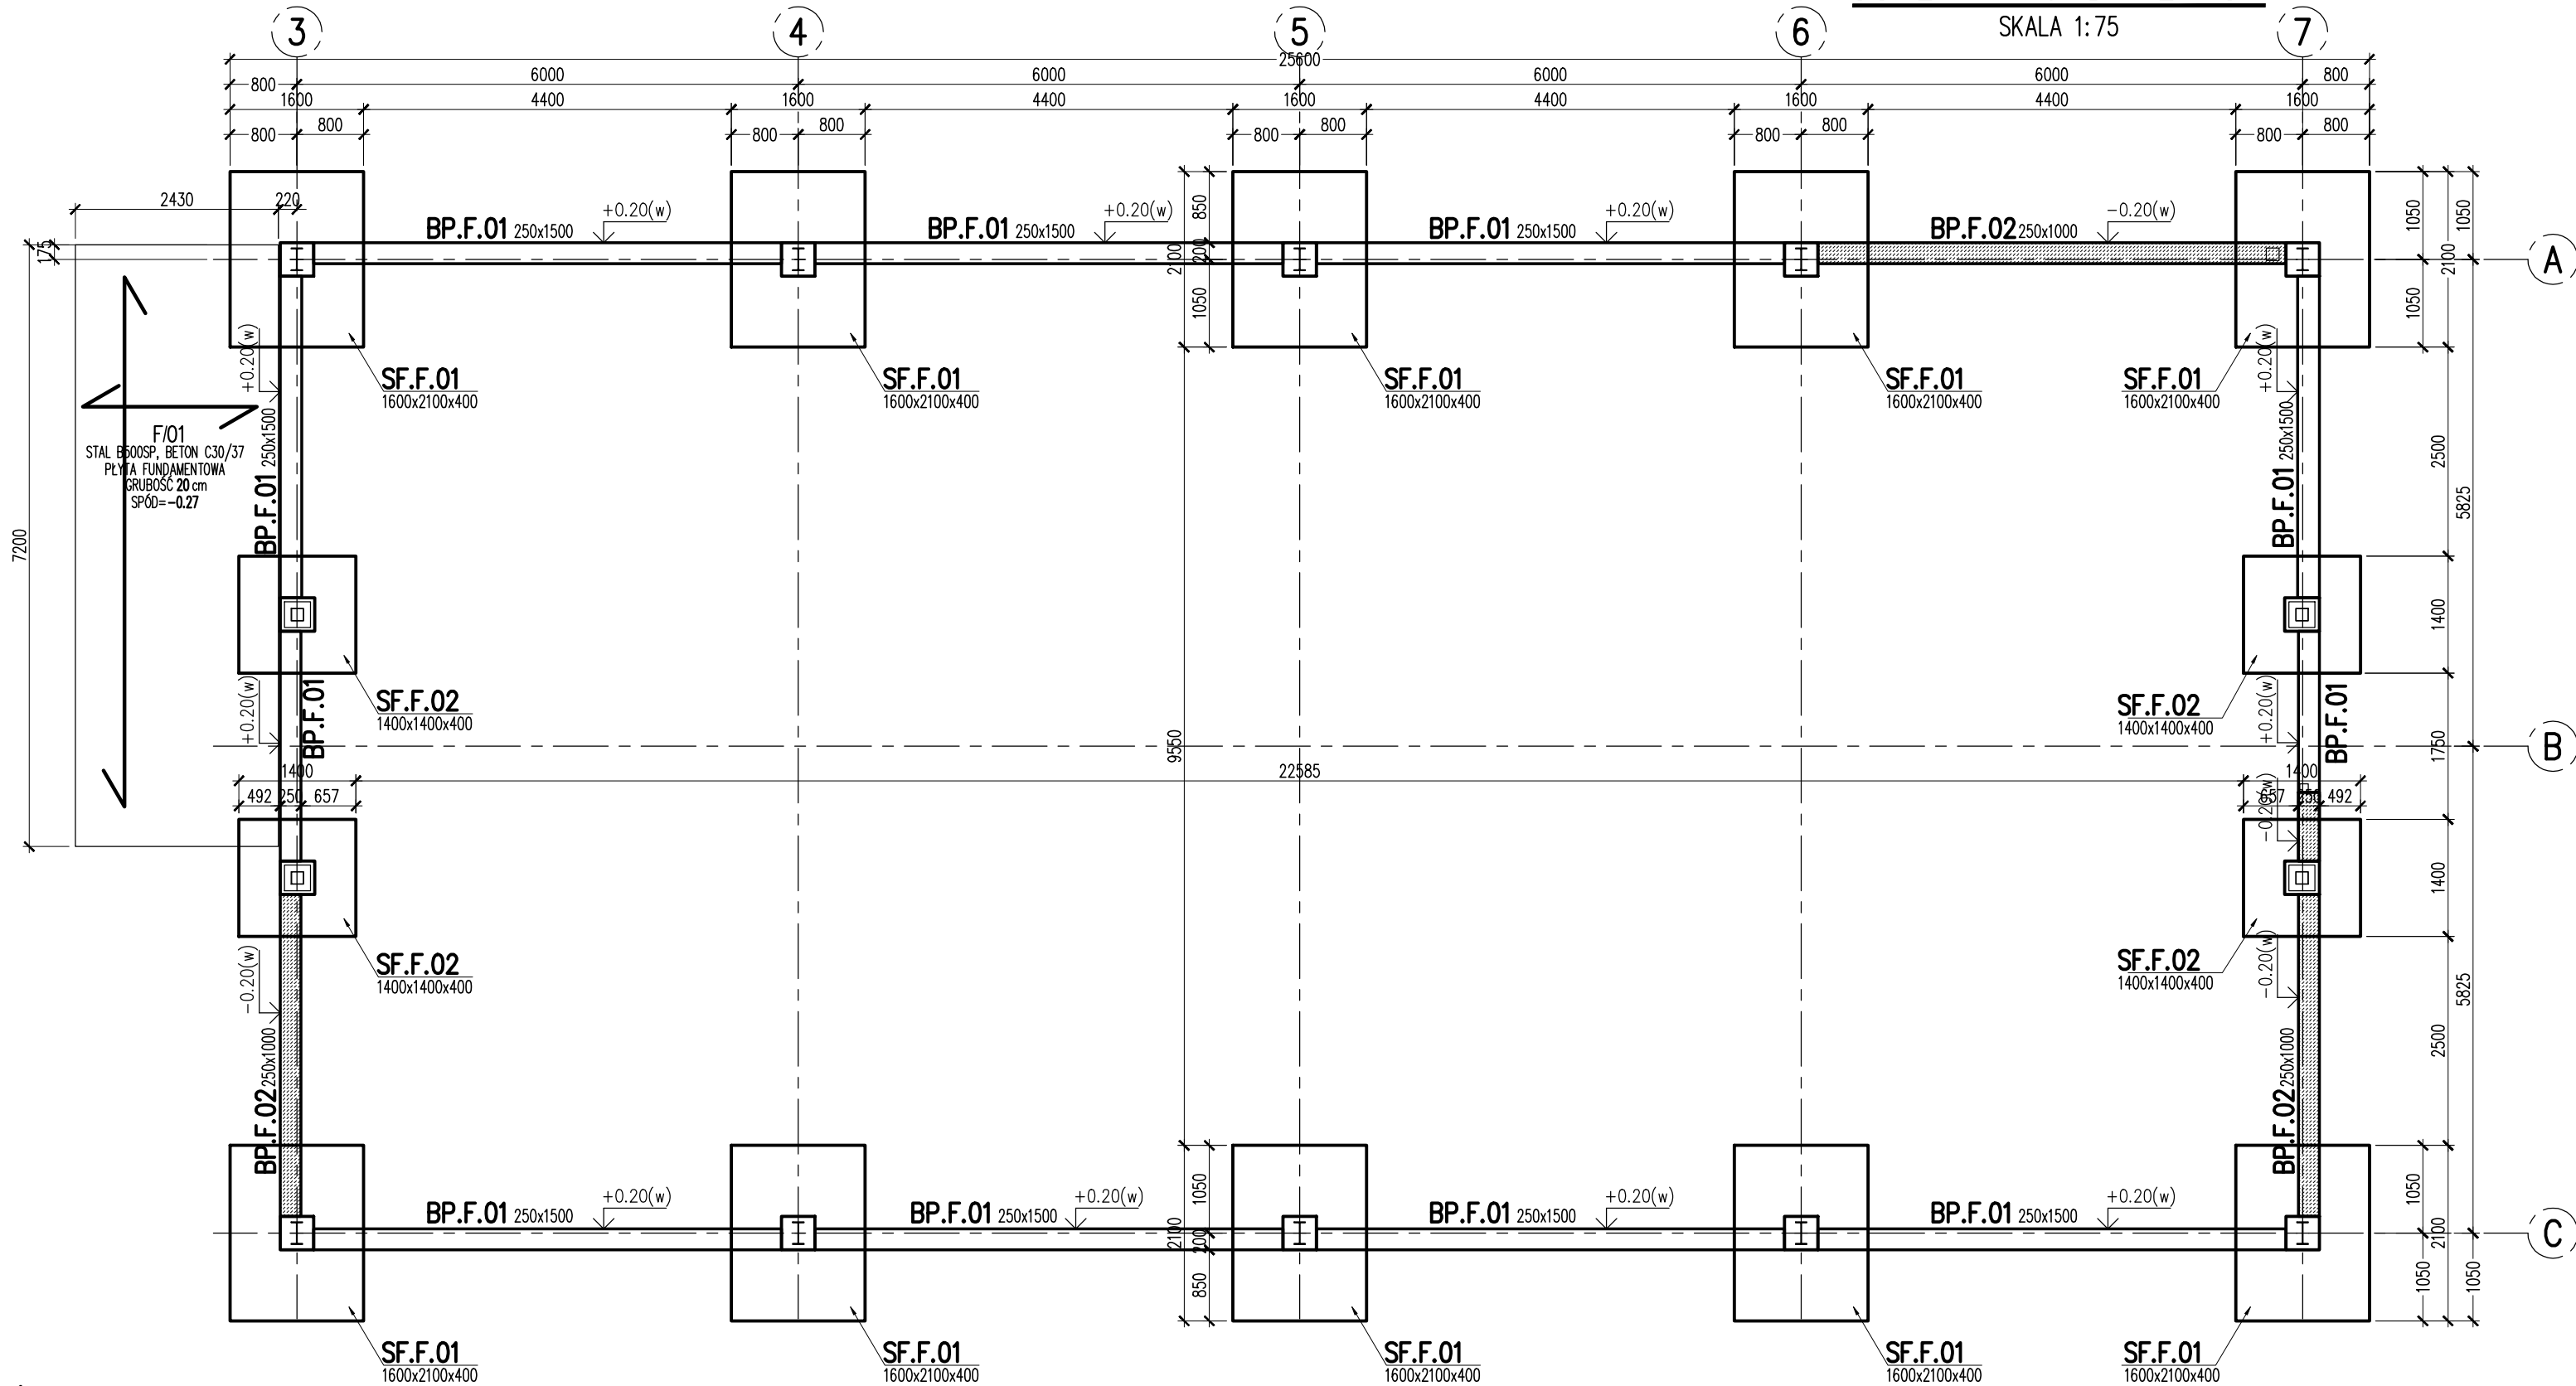 SKALA 1:75
3
4
5
6
7
25600
800
6000
6000
6000
6000
800
1600
4400
1600
4400
1600
4400
1600
4400
1600
800
800
800
800
800
800
800
800
800
800
2430
220
175
7200
BP.F.01 250x1500
+0.20(w)
BP.F.01 250x1500
+0.20(w)
BP.F.01 250x1500
+0.20(w)
BP.F.02 250x1000
-0.20(w)
850
200
2100
1050
1050
1050
2100
1050
A
SF.F.01
1600x2100x400
SF.F.01
1600x2100x400
SF.F.01
1600x2100x400
SF.F.01
1600x2100x400
SF.F.01
1600x2100x400
+0.20(w)
BP.F.01 250x1500
+0.20(w)
BP.F.01 250x1500
F/01
STAL B500SP, BETON C30/37
PŁYTA FUNDAMENTOWA
GRUBOŚĆ 20 cm
SPÓD=-0.27
2500
5825
1400
SF.F.02
1400x1400x400
SF.F.02
1400x1400x400
+0.20(w)
BP.F.01
+0.20(w)
BP.F.01
9550
1750
B
1400
22585
1400
492
250
657
657
492
-0.20(w)
1400
SF.F.02
1400x1400x400
SF.F.02
1400x1400x400
-0.20(w)
BP.F.02 250x1000
-0.20(w)
BP.F.02 250x1000
5825
2500
BP.F.01 250x1500
+0.20(w)
BP.F.01 250x1500
+0.20(w)
BP.F.01 250x1500
+0.20(w)
BP.F.01 250x1500
+0.20(w)
1050
200
2100
850
1050
2100
1050
1050
C
SF.F.01
1600x2100x400
SF.F.01
1600x2100x400
SF.F.01
1600x2100x400
SF.F.01
1600x2100x400
SF.F.01
1600x2100x400